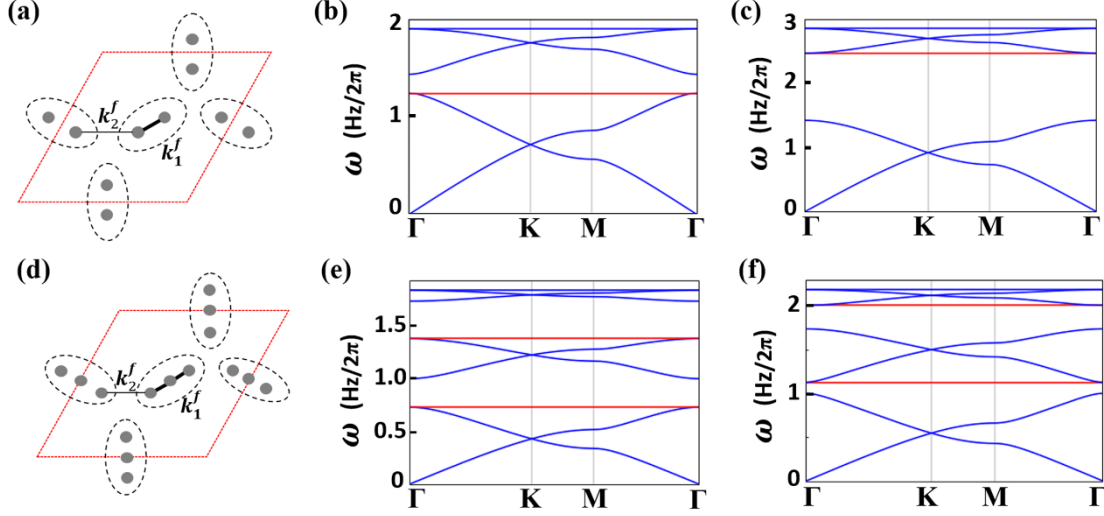 (a)
k₂ᶠ
k₁ᶠ
(b)
2
1
0
ω (Hz/2π)
Γ K M Γ
(c)
3
2
1
0
ω (Hz/2π)
Γ K M Γ
(d)
k₂ᶠ
k₁ᶠ
(e)
1.5
1.0
0.5
0
ω (Hz/2π)
Γ K M Γ
(f)
2
1
0
ω (Hz/2π)
Γ K M Γ